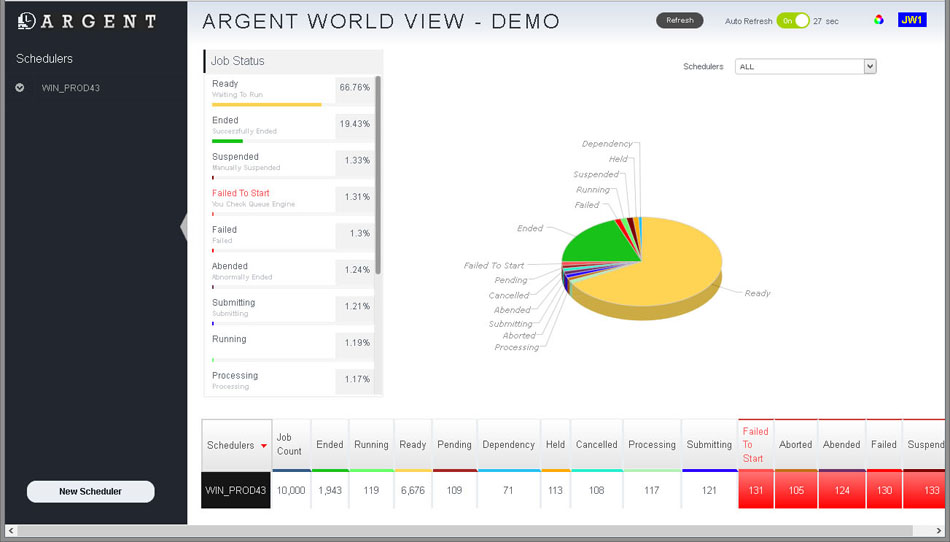 ARGENT
ARGENT WORLD VIEW - DEMO
Refresh
Auto Refresh
On
27 sec
JW1
Schedulers
WIN_PROD43
New Scheduler
Job Status
Ready
Waiting To Run
66.76%
Ended
Successfully Ended
19.43%
Suspended
Manually Suspended
1.33%
Failed To Start
You Check Queue Engine
1.31%
Failed
Failed
1.3%
Abended
Abnormally Ended
1.24%
Submitting
Submitting
1.21%
Running
1.19%
Processing
Processing
1.17%
Schedulers
ALL
Dependency
Held
Suspended
Running
Failed
Ended
Failed To Start
Pending
Cancelled
Abended
Submitting
Aborted
Processing
Ready
Schedulers
Job
Count
Ended
Running
Ready
Pending
Dependency
Held
Cancelled
Processing
Submitting
Failed
To
Start
Aborted
Abended
Failed
Suspend
WIN_PROD43
10,000
1,943
119
6,676
109
71
113
108
117
121
131
105
124
130
133